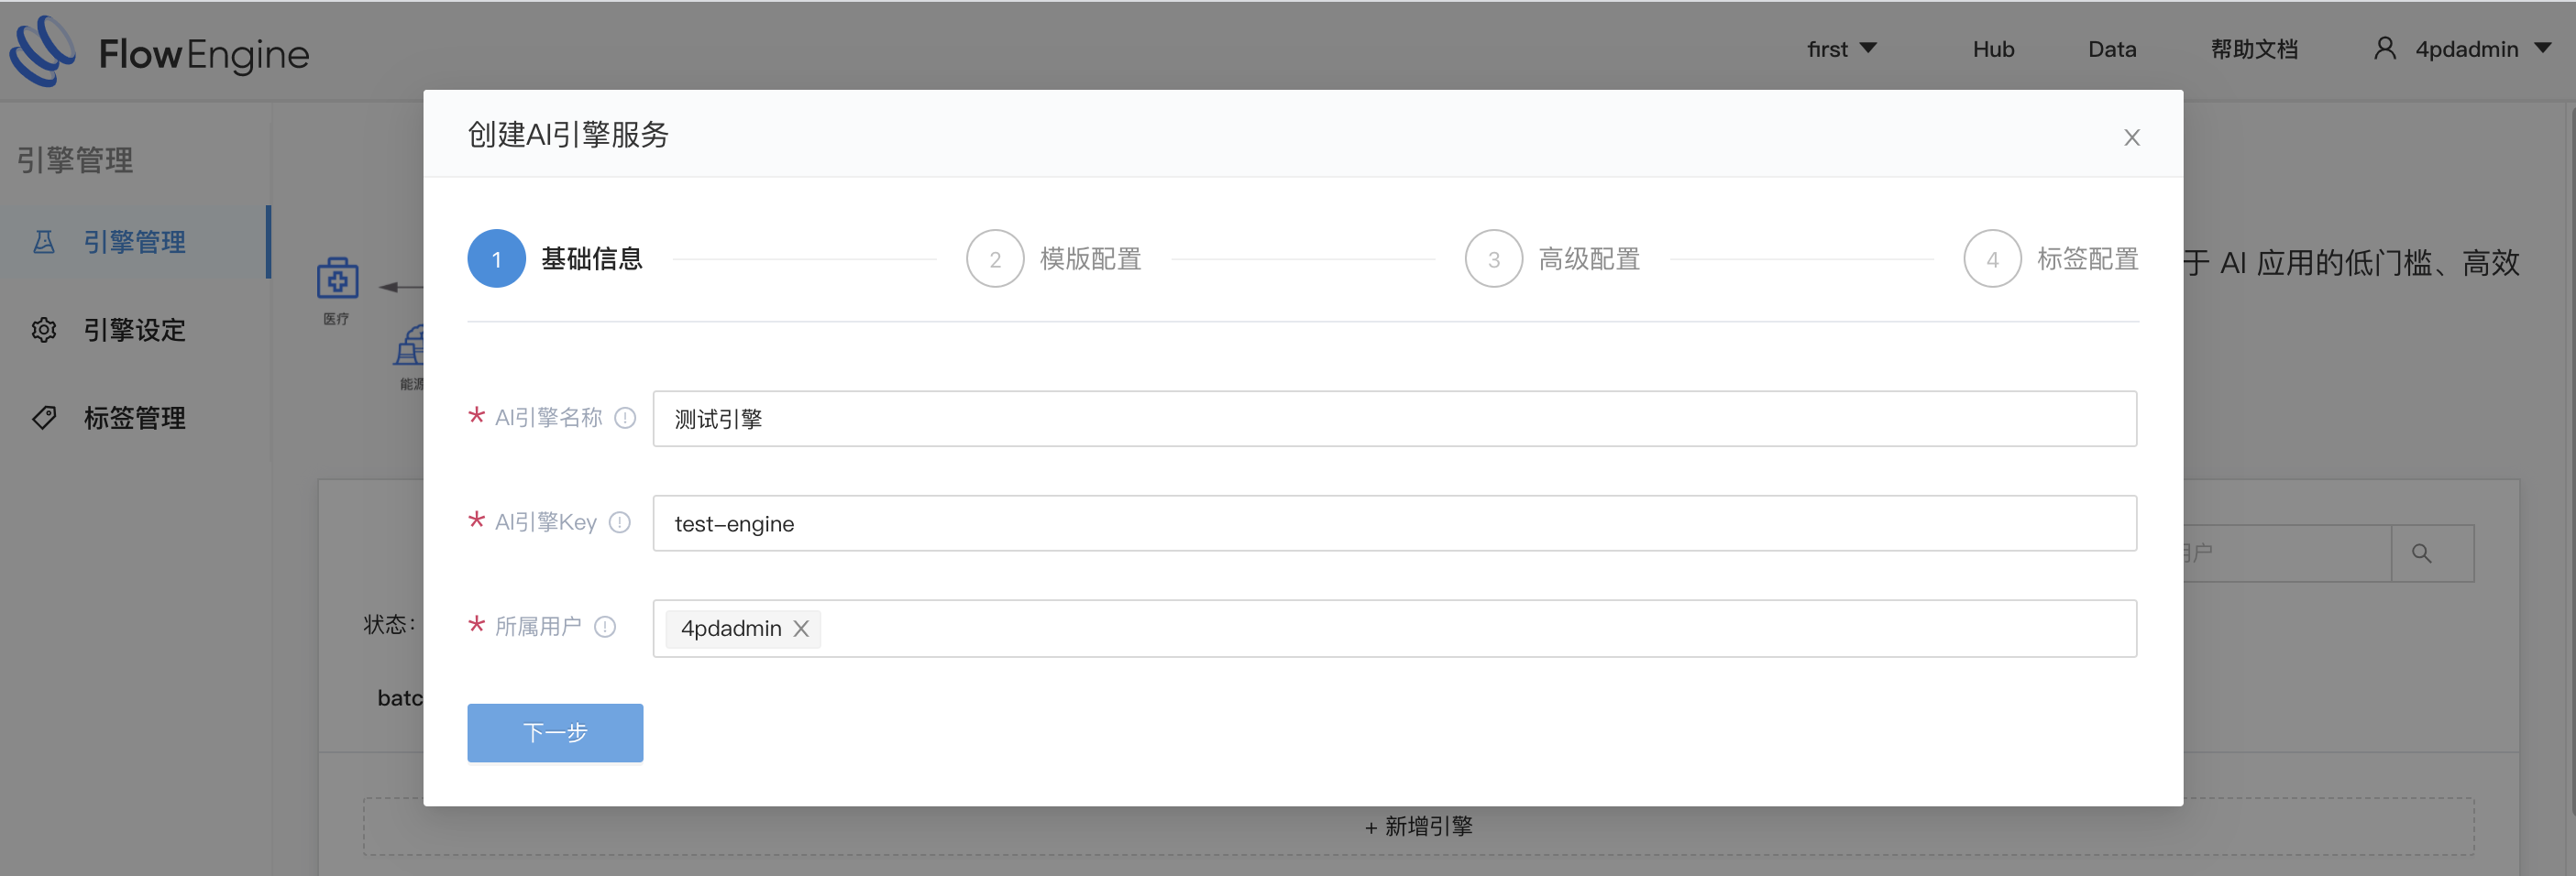 FlowEngine
first
Hub
Data
帮助文档
4pdadmin
创建AI引擎服务
引擎管理
引擎管理
引擎设定
标签管理
1 基础信息
2 模版配置
3 高级配置
4 标签配置
于 AI 应用的低门槛、高效
医疗
能源
* AI引擎名称
测试引擎
* AI引擎Key
test-engine
用户
* 所属用户
4pdadmin X
状态：
batc
下一步
+ 新增引擎